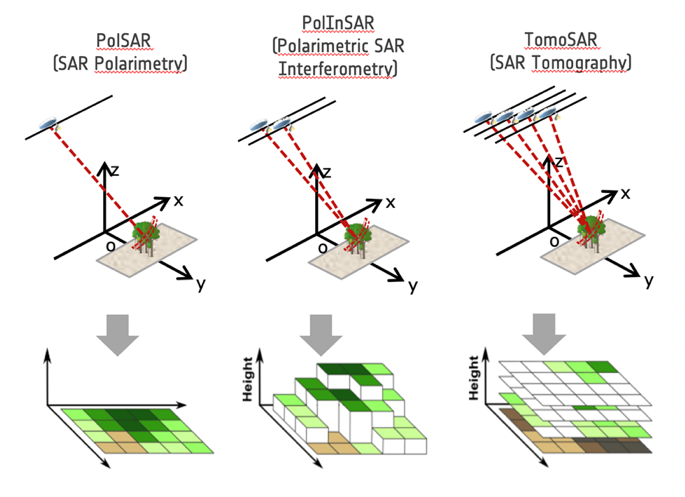 PolSAR
(SAR Polarimetry)
PolInSAR
(Polarimetric SAR
Interferometry)
TomoSAR
(SAR Tomography)
z
x
o
y
z
x
o
y
z
x
o
y
Height
Height